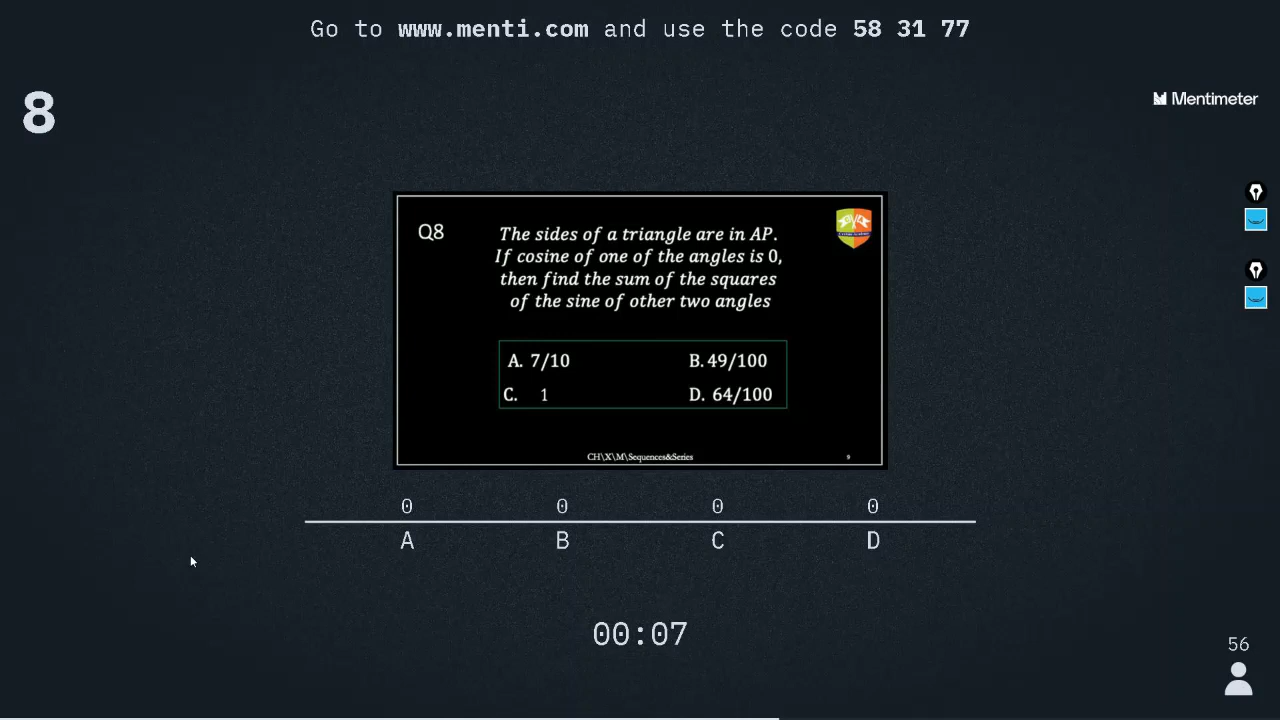 Go to www.menti.com and use the code 58 31 77
8
Mentimeter
Q8
The sides of a triangle are in AP.
If cosine of one of the angles is 0,
then find the sum of the squares
of the sine of other two angles
A. 7/10 B. 49/100
C. 1 D. 64/100
CH\X\M\Sequences&Series 9
0 0 0 0
A B C D
00:07
56